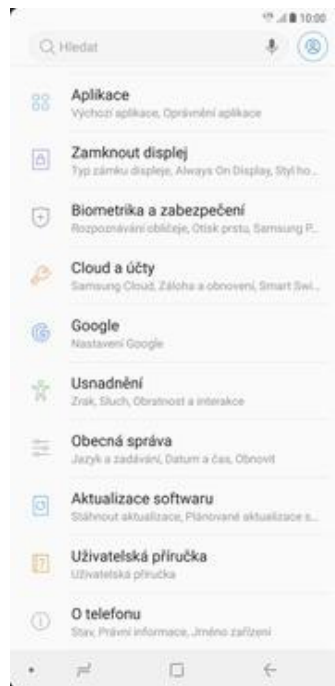 10:00
Hledat
Aplikace
Výchozí aplikace, Oprávnění aplikace
Zamknout displej
Typ zámku displeje, Always On Display, Styl ho...
Biometrika a zabezpečení
Rozpoznávání obličeje, Otisk prstu, Samsung P...
Cloud a účty
Samsung Cloud, Záloha a obnovení, Smart Swi...
Google
Nastavení Google
Usnadnění
Zrak, Sluch, Obratnost a interakce
Obecná správa
Jazyk a zadávání, Datum a čas, Obnovit
Aktualizace softwaru
Stáhnout aktualizace, Plánované aktualizace s...
Uživatelská příručka
Uživatelská příručka
O telefonu
Stav, Právní informace, Jméno zařízení